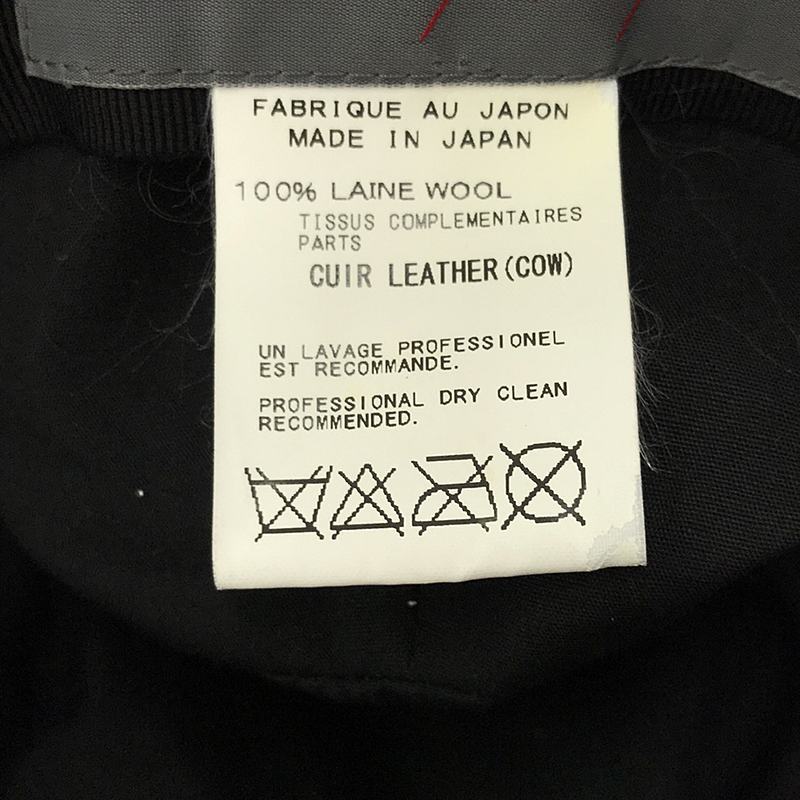 FABRIQUE AU JAPON
MADE IN JAPAN
100% LAINE WOOL
TISSUS COMPLEMENTAIRES
PARTS
CUIR LEATHER(COW)
UN LAVAGE PROFESSIONEL
EST RECOMMANDE.
PROFESSIONAL DRY CLEAN
RECOMMENDED.